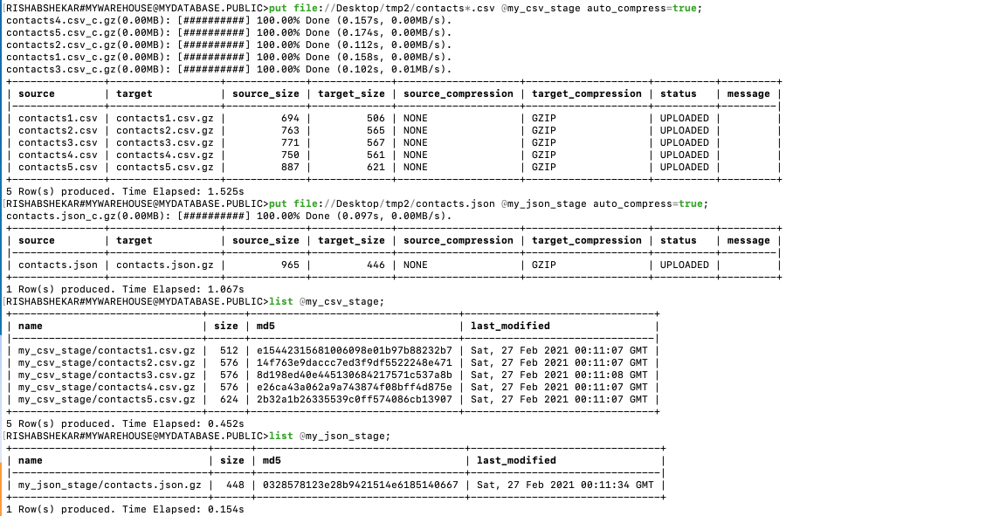 RISHABSHEKAR#MYWAREHOUSE@MYDATABASE.PUBLIC>put file://Desktop/tmp2/contacts*.csv @my_csv_stage auto_compress=true;
contacts4.csv_c.gz(0.00MB): [##########] 100.00% Done (0.157s, 0.00MB/s).
contacts5.csv_c.gz(0.00MB): [##########] 100.00% Done (0.174s, 0.00MB/s).
contacts2.csv_c.gz(0.00MB): [##########] 100.00% Done (0.112s, 0.00MB/s).
contacts1.csv_c.gz(0.00MB): [##########] 100.00% Done (0.158s, 0.00MB/s).
contacts3.csv_c.gz(0.00MB): [##########] 100.00% Done (0.102s, 0.01MB/s).
| source | target | source_size | target_size | source_compression | target_compression | status | message |
| contacts1.csv | contacts1.csv.gz | 694 | 506 | NONE | GZIP | UPLOADED | |
| contacts2.csv | contacts2.csv.gz | 763 | 565 | NONE | GZIP | UPLOADED | |
| contacts3.csv | contacts3.csv.gz | 771 | 567 | NONE | GZIP | UPLOADED | |
| contacts4.csv | contacts4.csv.gz | 750 | 561 | NONE | GZIP | UPLOADED | |
| contacts5.csv | contacts5.csv.gz | 887 | 621 | NONE | GZIP | UPLOADED | |
5 Row(s) produced. Time Elapsed: 1.525s
RISHABSHEKAR#MYWAREHOUSE@MYDATABASE.PUBLIC>put file://Desktop/tmp2/contacts.json @my_json_stage auto_compress=true;
contacts.json_c.gz(0.00MB): [##########] 100.00% Done (0.097s, 0.00MB/s).
| source | target | source_size | target_size | source_compression | target_compression | status | message |
| contacts.json | contacts.json.gz | 965 | 446 | NONE | GZIP | UPLOADED | |
1 Row(s) produced. Time Elapsed: 1.067s
RISHABSHEKAR#MYWAREHOUSE@MYDATABASE.PUBLIC>list @my_csv_stage;
| name | size | md5 | last_modified |
| my_csv_stage/contacts1.csv.gz | 512 | e15442315681006098e01b97b88232b7 | Sat, 27 Feb 2021 00:11:07 GMT |
| my_csv_stage/contacts2.csv.gz | 576 | 14f763e9daccc7ed3f9df5522248e471 | Sat, 27 Feb 2021 00:11:07 GMT |
| my_csv_stage/contacts3.csv.gz | 576 | 8d198ed40e445130684217571c537a8b | Sat, 27 Feb 2021 00:11:08 GMT |
| my_csv_stage/contacts4.csv.gz | 576 | e26ca43a062a9a743874f08bff4d875e | Sat, 27 Feb 2021 00:11:07 GMT |
| my_csv_stage/contacts5.csv.gz | 624 | 2b32a1b26335539c0ff574086cb13907 | Sat, 27 Feb 2021 00:11:07 GMT |
5 Row(s) produced. Time Elapsed: 0.452s
RISHABSHEKAR#MYWAREHOUSE@MYDATABASE.PUBLIC>list @my_json_stage;
| name | size | md5 | last_modified |
| my_json_stage/contacts.json.gz | 448 | 0328578123e28b9421514e6185140667 | Sat, 27 Feb 2021 00:11:34 GMT |
1 Row(s) produced. Time Elapsed: 0.154s